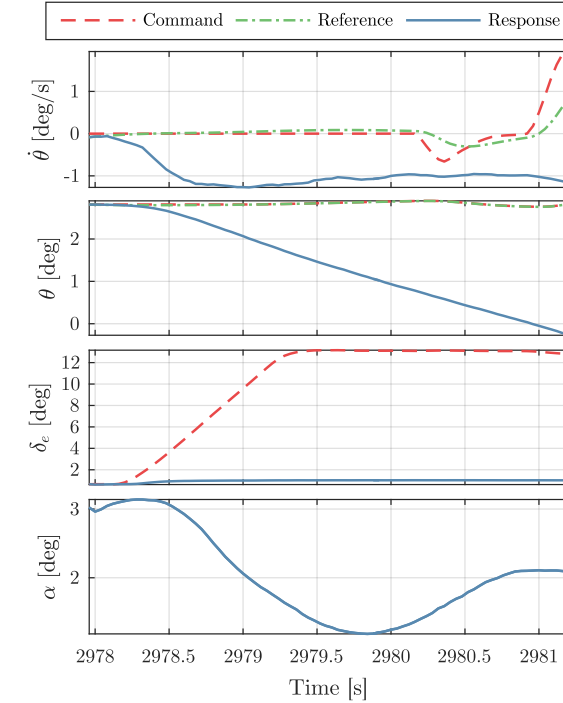 Command Reference Response
θ̇ [deg/s]
1
0
-1
θ [deg]
2
1
0
δₑ [deg]
12
10
8
6
4
2
α [deg]
3
2
2978 2978.5 2979 2979.5 2980 2980.5 2981
Time [s]